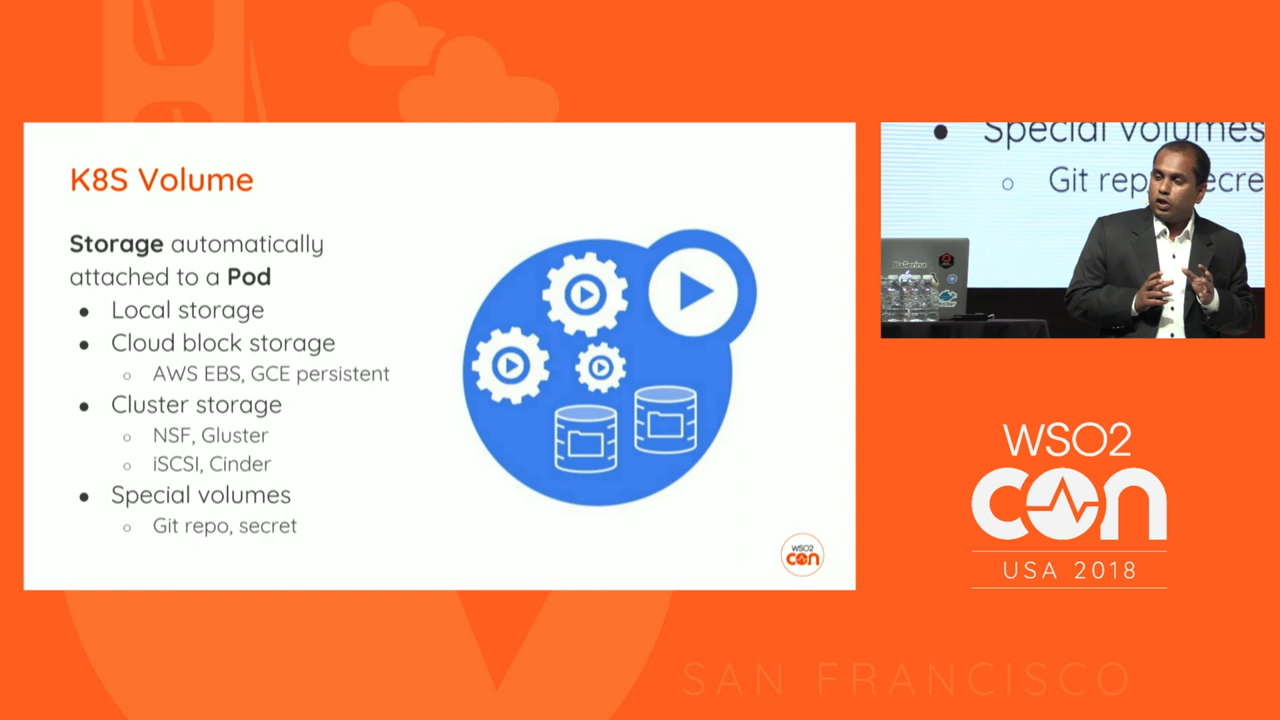 K8S Volume
Storage automatically
attached to a Pod
● Local storage
● Cloud block storage
○ AWS EBS, GCE persistent
● Cluster storage
○ NSF, Gluster
○ iSCSI, Cinder
● Special volumes
○ Git repo, secret
WSO2
CON
● Special volumes
○ Git rep ecre
Ballerina
WSO2
CON
USA 2018
SAN FRANCISCO